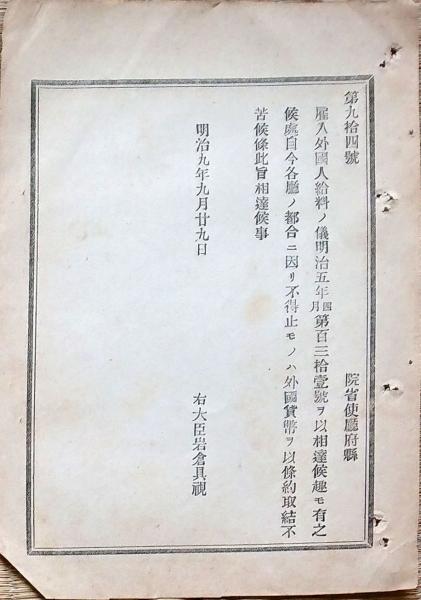 第九拾四號
院省使廳府縣
雇入外國人給料ノ儀明治五年四月第百三拾壹號ヲ以相達候趣モ有之
候處自今各廳ノ都合ニ因リ不得止モノハ外國貨幣ヲ以條約取結不
苦候條此旨相達候事
明治九年九月廿九日
右大臣岩倉具視